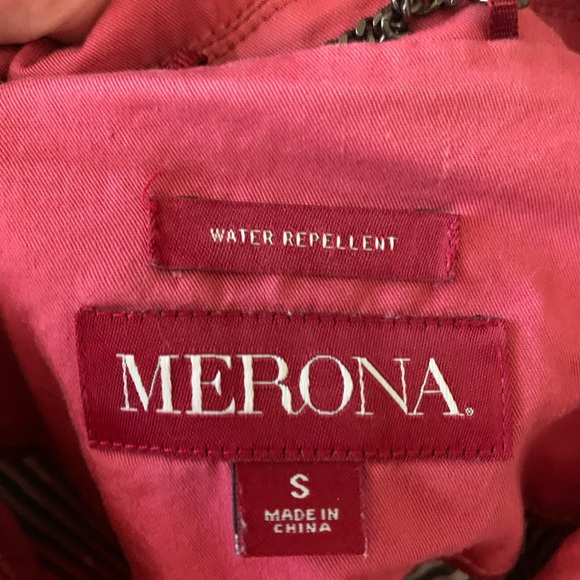 WATER REPELLENT
MERONA®
S
MADE IN
CHINA